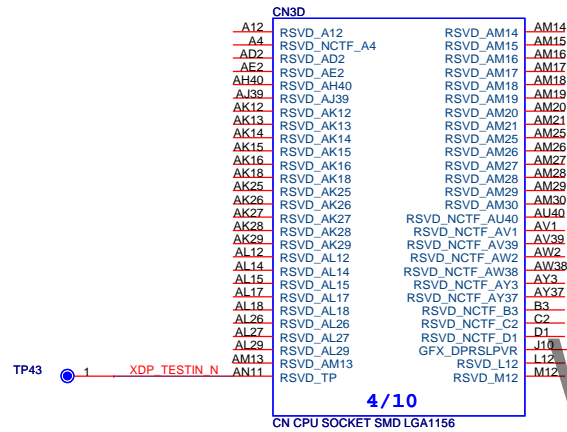 CN3D
A12 RSVD_A12 RSVD_AM14 AM14
A4 RSVD_NCTF_A4 RSVD_AM15 AM15
AD2 RSVD_AD2 RSVD_AM16 AM16
AE2 RSVD_AE2 RSVD_AM17 AM17
AH40 RSVD_AH40 RSVD_AM18 AM18
AJ39 RSVD_AJ39 RSVD_AM19 AM19
AK12 RSVD_AK12 RSVD_AM20 AM20
AK13 RSVD_AK13 RSVD_AM21 AM21
AK14 RSVD_AK14 RSVD_AM25 AM25
AK15 RSVD_AK15 RSVD_AM26 AM26
AK16 RSVD_AK16 RSVD_AM27 AM27
AK18 RSVD_AK18 RSVD_AM28 AM28
AK25 RSVD_AK25 RSVD_AM29 AM29
AK26 RSVD_AK26 RSVD_AM30 AM30
AK27 RSVD_AK27 RSVD_NCTF_AU40 AU40
AK28 RSVD_AK28 RSVD_NCTF_AV1 AV1
AK29 RSVD_AK29 RSVD_NCTF_AV39 AV39
AL12 RSVD_AL12 RSVD_NCTF_AW2 AW2
AL14 RSVD_AL14 RSVD_NCTF_AW38 AW38
AL15 RSVD_AL15 RSVD_NCTF_AY3 AY3
AL17 RSVD_AL17 RSVD_NCTF_AY37 AY37
AL18 RSVD_AL18 RSVD_NCTF_B3 B3
AL26 RSVD_AL26 RSVD_NCTF_C2 C2
AL27 RSVD_AL27 RSVD_NCTF_D1 D1
AL29 RSVD_AL29 GFX_DPRSLPVR J10
AM13 RSVD_AM13 RSVD_L12 L12
TP43 1 XDP_TESTIN_N AN11 RSVD_TP RSVD_M12 M12
4/10
CN CPU SOCKET SMD LGA1156